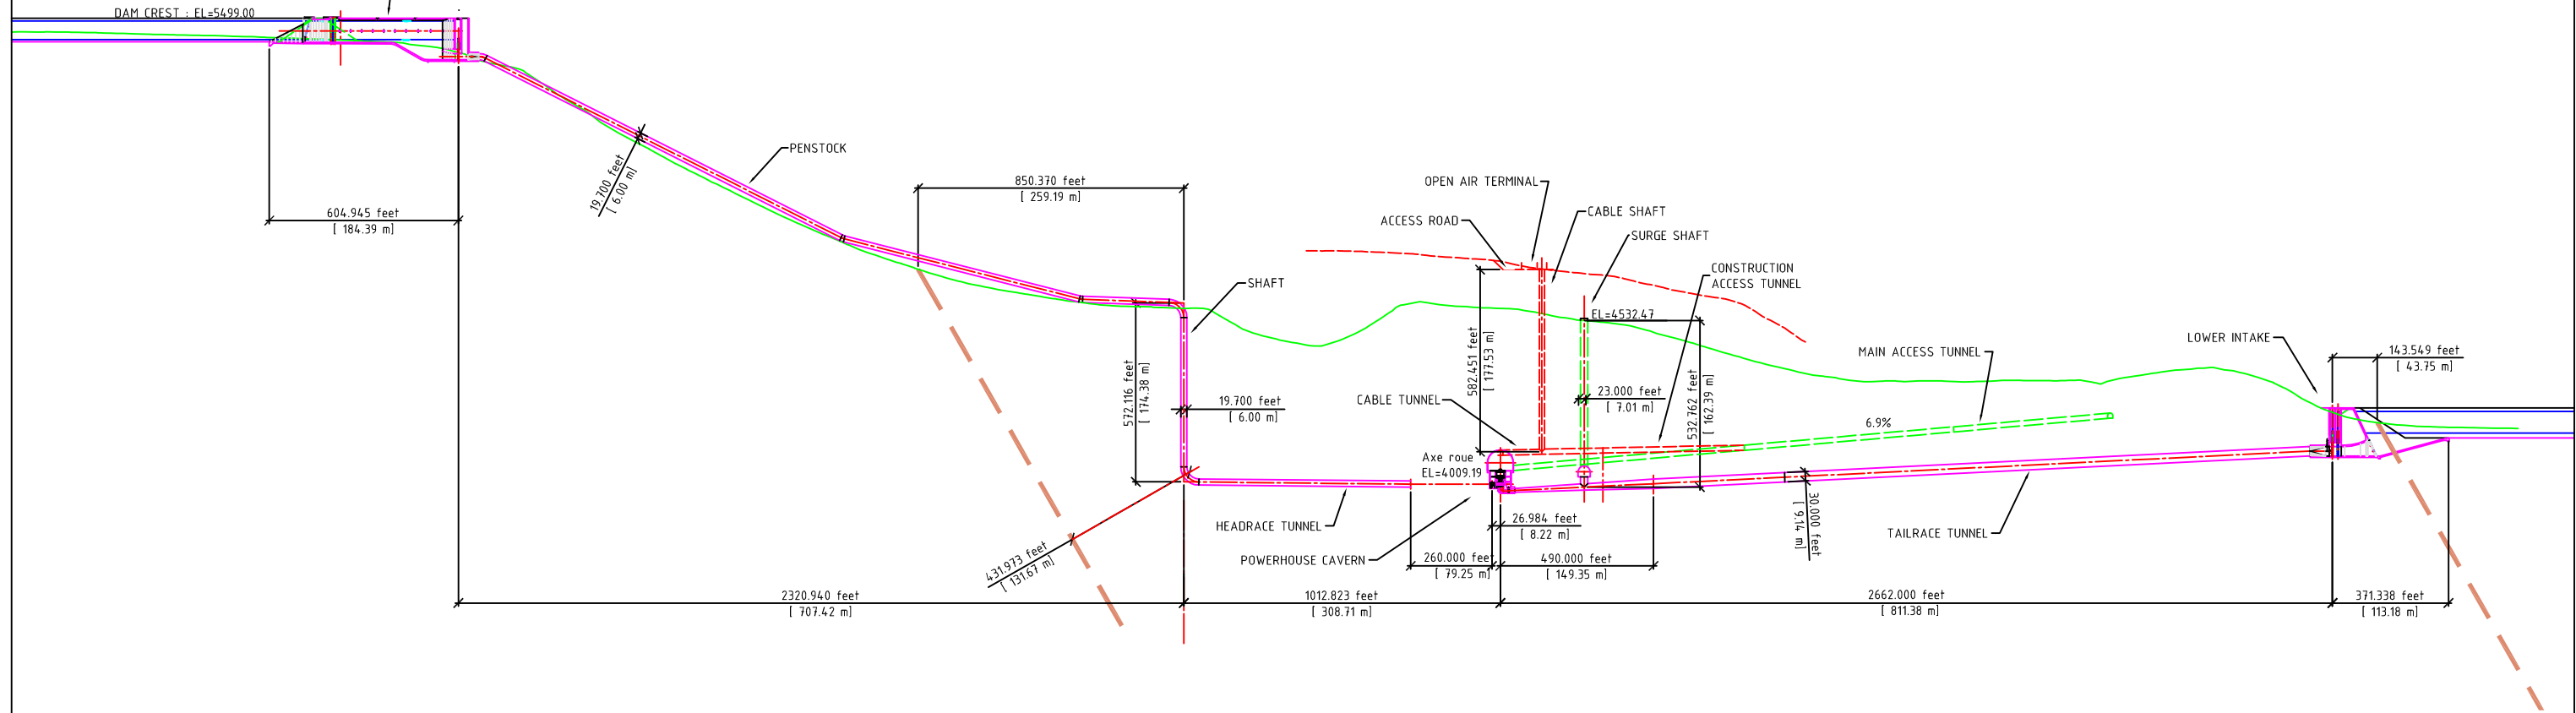 DAM CREST : EL=5499.00
PENSTOCK
19.700 feet
[ 6.00 m]
604.945 feet
[ 184.39 m]
850.370 feet
[ 259.19 m]
SHAFT
572.116 feet
[ 174.38 m]
19.700 feet
[ 6.00 m]
OPEN AIR TERMINAL
ACCESS ROAD
CABLE SHAFT
SURGE SHAFT
CONSTRUCTION
ACCESS TUNNEL
EL=4532.47
582.451 feet
[ 177.53 m]
23.000 feet
[ 7.01 m]
532.762 feet
[ 162.39 m]
CABLE TUNNEL
MAIN ACCESS TUNNEL
6.9%
LOWER INTAKE
143.549 feet
[ 43.75 m]
Axe roue
EL=4009.19
HEADRACE TUNNEL
POWERHOUSE CAVERN
26.984 feet
[ 8.22 m]
260.000 feet
[ 79.25 m]
490.000 feet
[ 149.35 m]
30.000 feet
[ 9.14 m]
TAILRACE TUNNEL
431.973 feet
[ 131.67 m]
2320.940 feet
[ 707.42 m]
1012.823 feet
[ 308.71 m]
2662.000 feet
[ 811.38 m]
371.338 feet
[ 113.18 m]